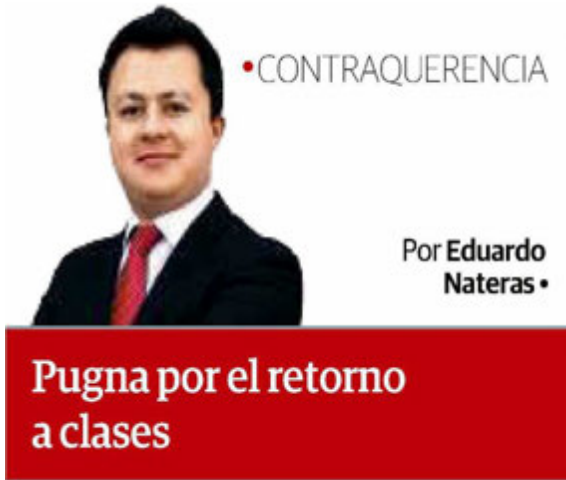 •CONTRAQUERENCIA
Por Eduardo
Nateras •
Pugna por el retorno
a clases